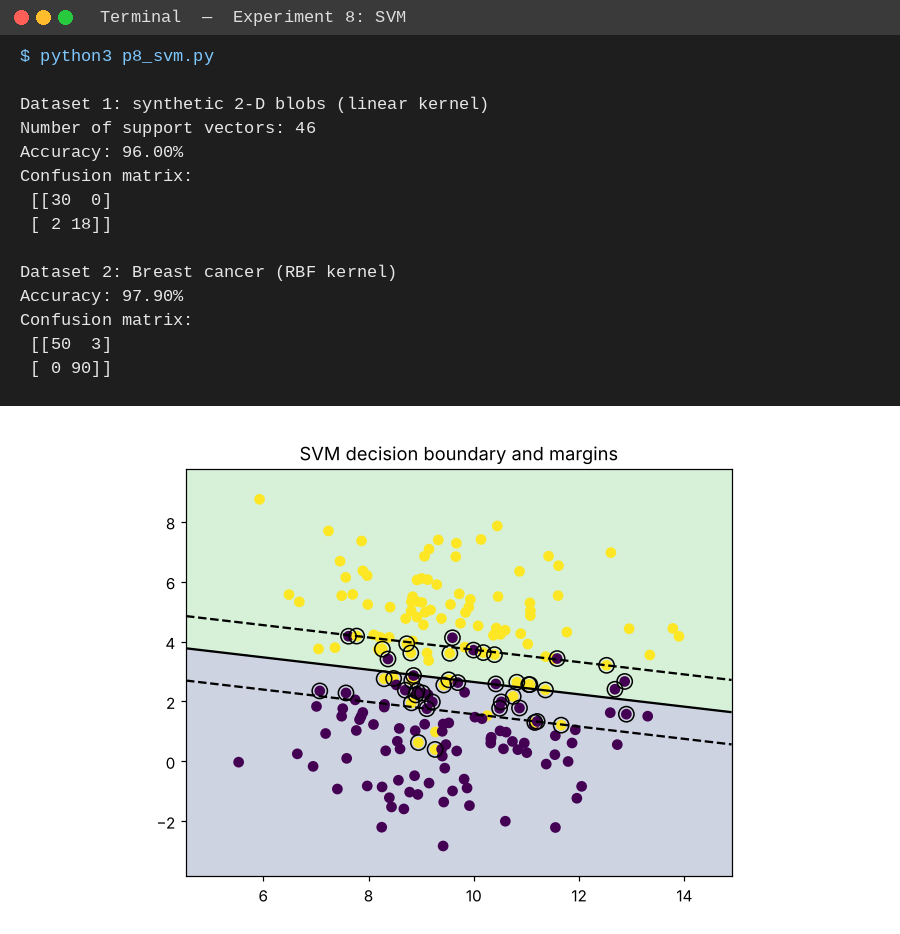 Terminal — Experiment 8: SVM
$ python3 p8_svm.py
Dataset 1: synthetic 2-D blobs (linear kernel)
Number of support vectors: 46
Accuracy: 96.00%
Confusion matrix:
[[30  0]
[ 2 18]]
Dataset 2: Breast cancer (RBF kernel)
Accuracy: 97.90%
Confusion matrix:
[[50  3]
[ 0 90]]
SVM decision boundary and margins
8
6
4
2
0
−2
6 8 10 12 14